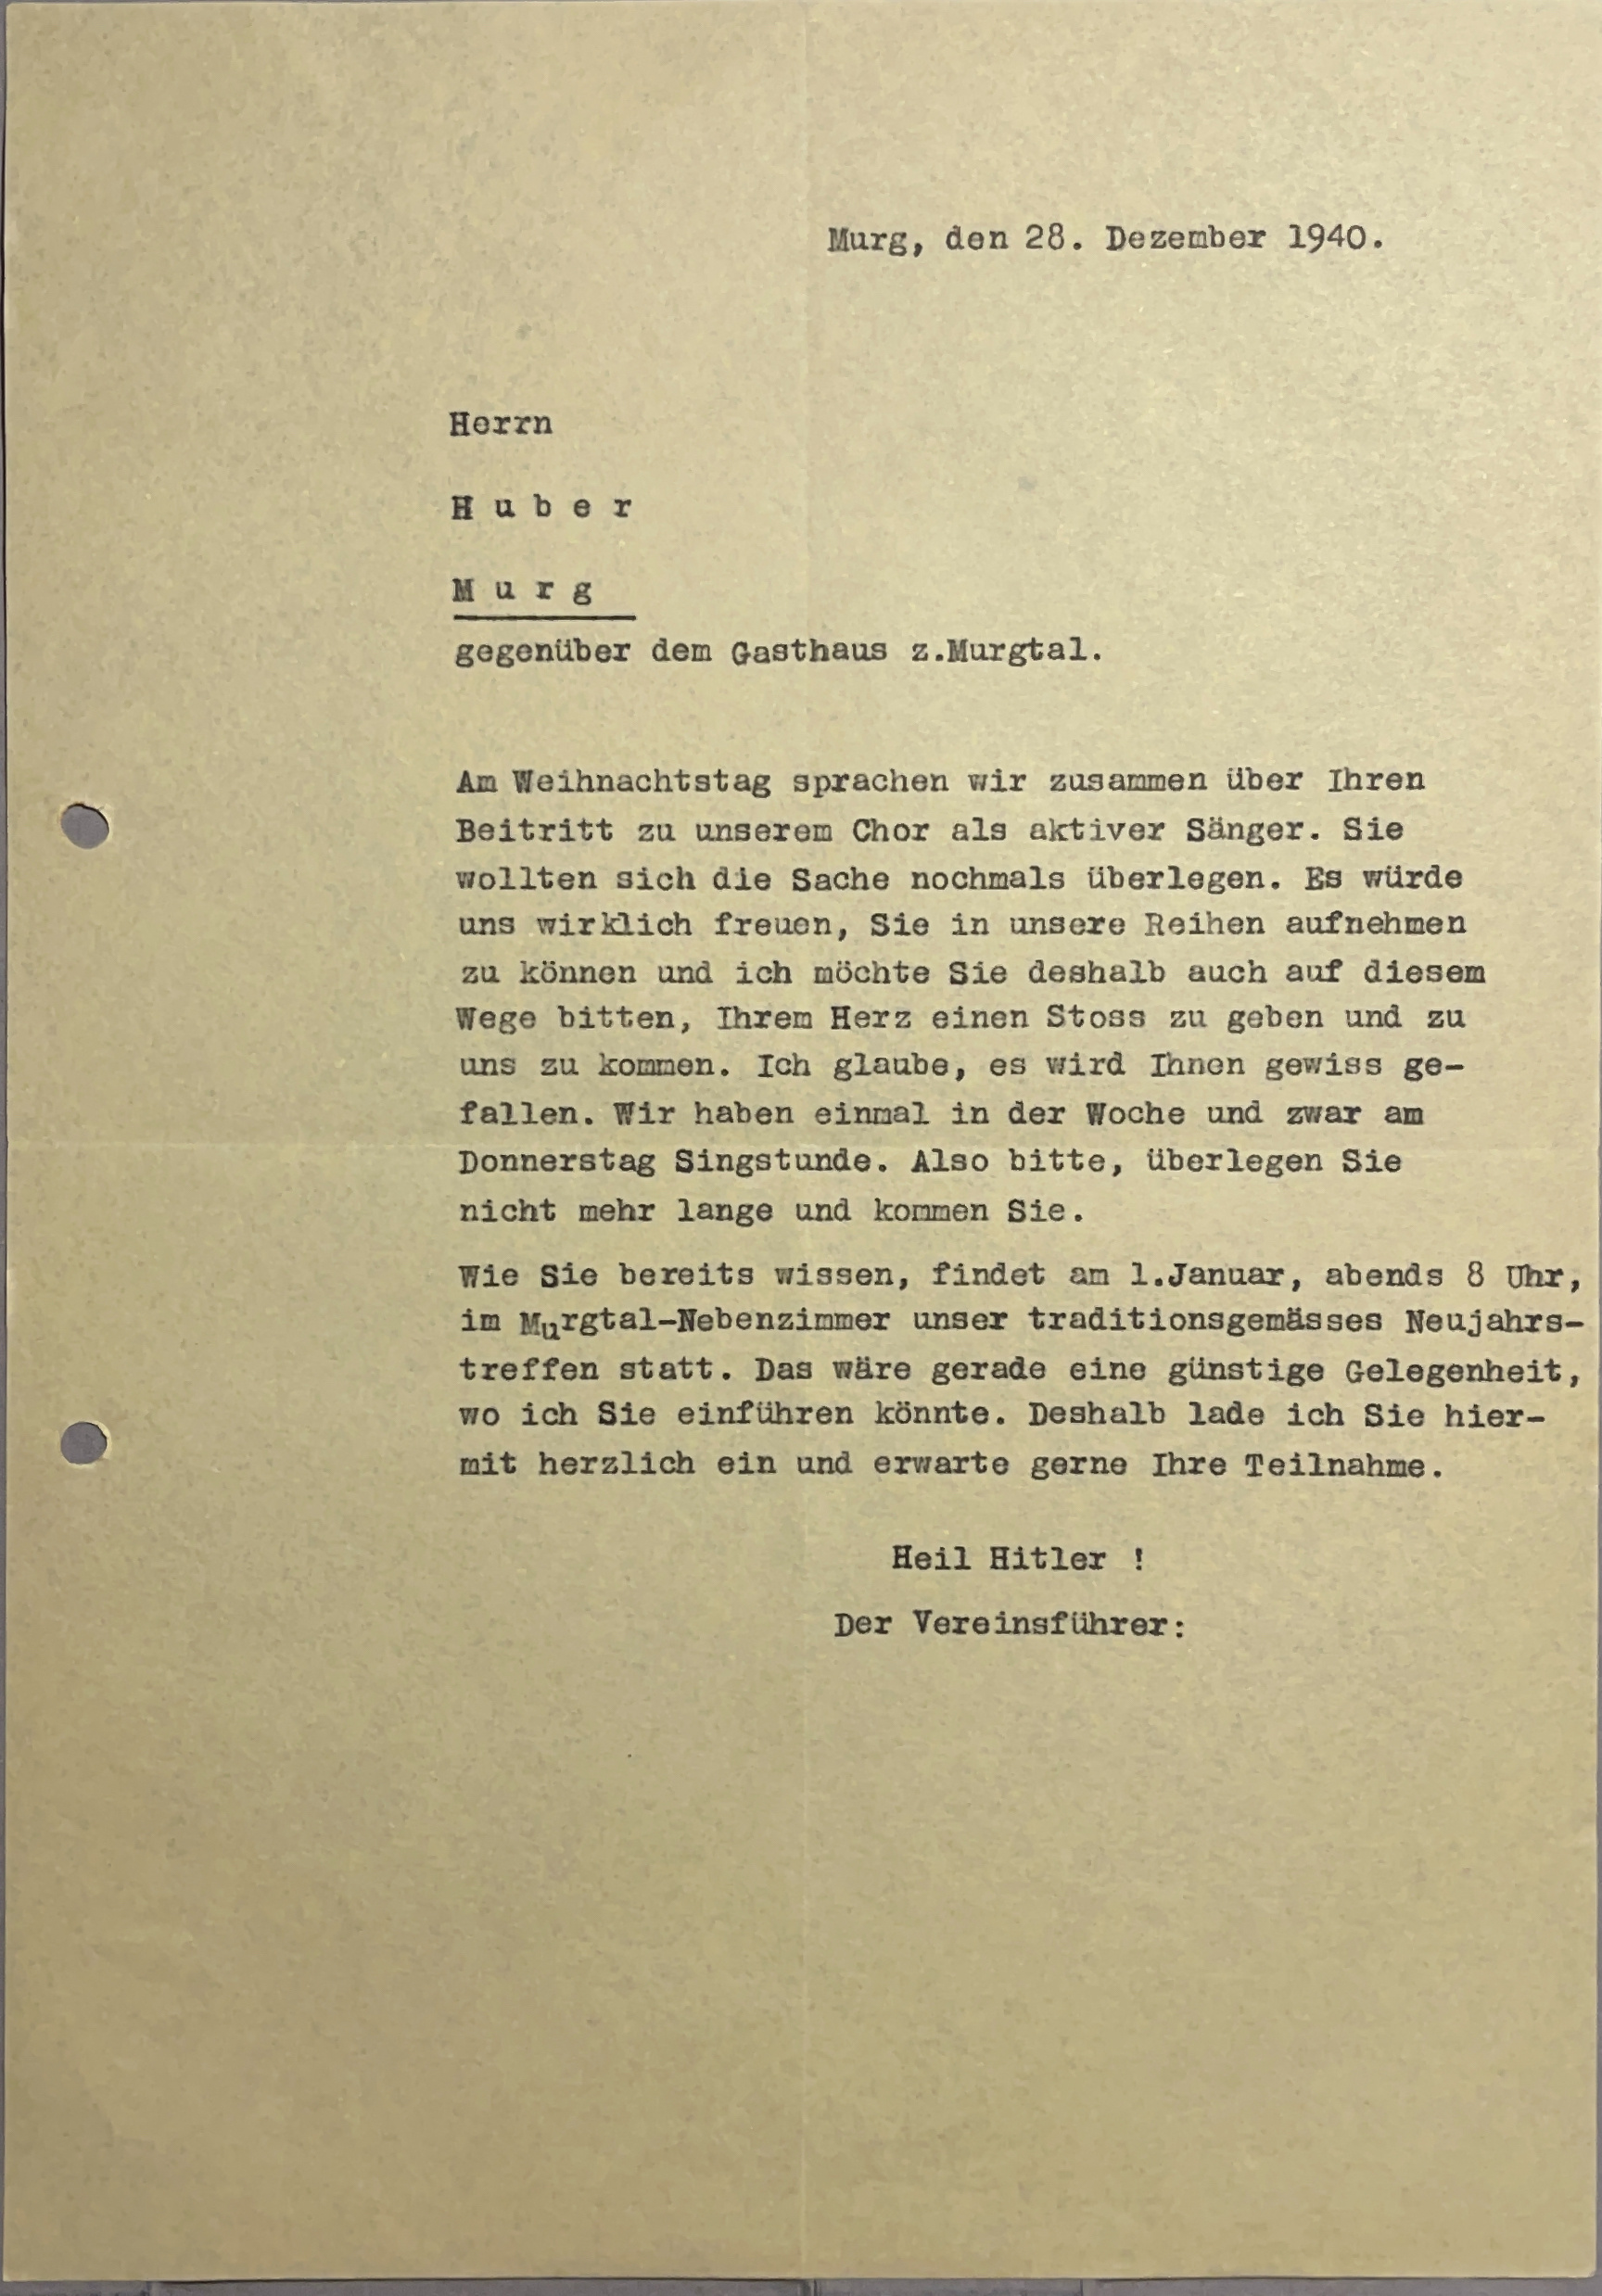 Murg, den 28. Dezember 1940.
Herrn
H u b e r
M u r g
gegenüber dem Gasthaus z.Murgtal.
Am Weihnachtstag sprachen wir zusammen über Ihren
Beitritt zu unserem Chor als aktiver Sänger. Sie
wollten sich die Sache nochmals überlegen. Es würde
uns wirklich freuen, Sie in unsere Reihen aufnehmen
zu können und ich möchte Sie deshalb auch auf diesem
Wege bitten, Ihrem Herz einen Stoss zu geben und zu
uns zu kommen. Ich glaube, es wird Ihnen gewiss ge-
fallen. Wir haben einmal in der Woche und zwar am
Donnerstag Singstunde. Also bitte, überlegen Sie
nicht mehr lange und kommen Sie.
Wie Sie bereits wissen, findet am 1.Januar, abends 8 Uhr,
im Murgtal-Nebenzimmer unser traditionsgemässes Neujahrs-
treffen statt. Das wäre gerade eine günstige Gelegenheit,
wo ich Sie einführen könnte. Deshalb lade ich Sie hier-
mit herzlich ein und erwarte gerne Ihre Teilnahme.
Heil Hitler !
Der Vereinsführer: